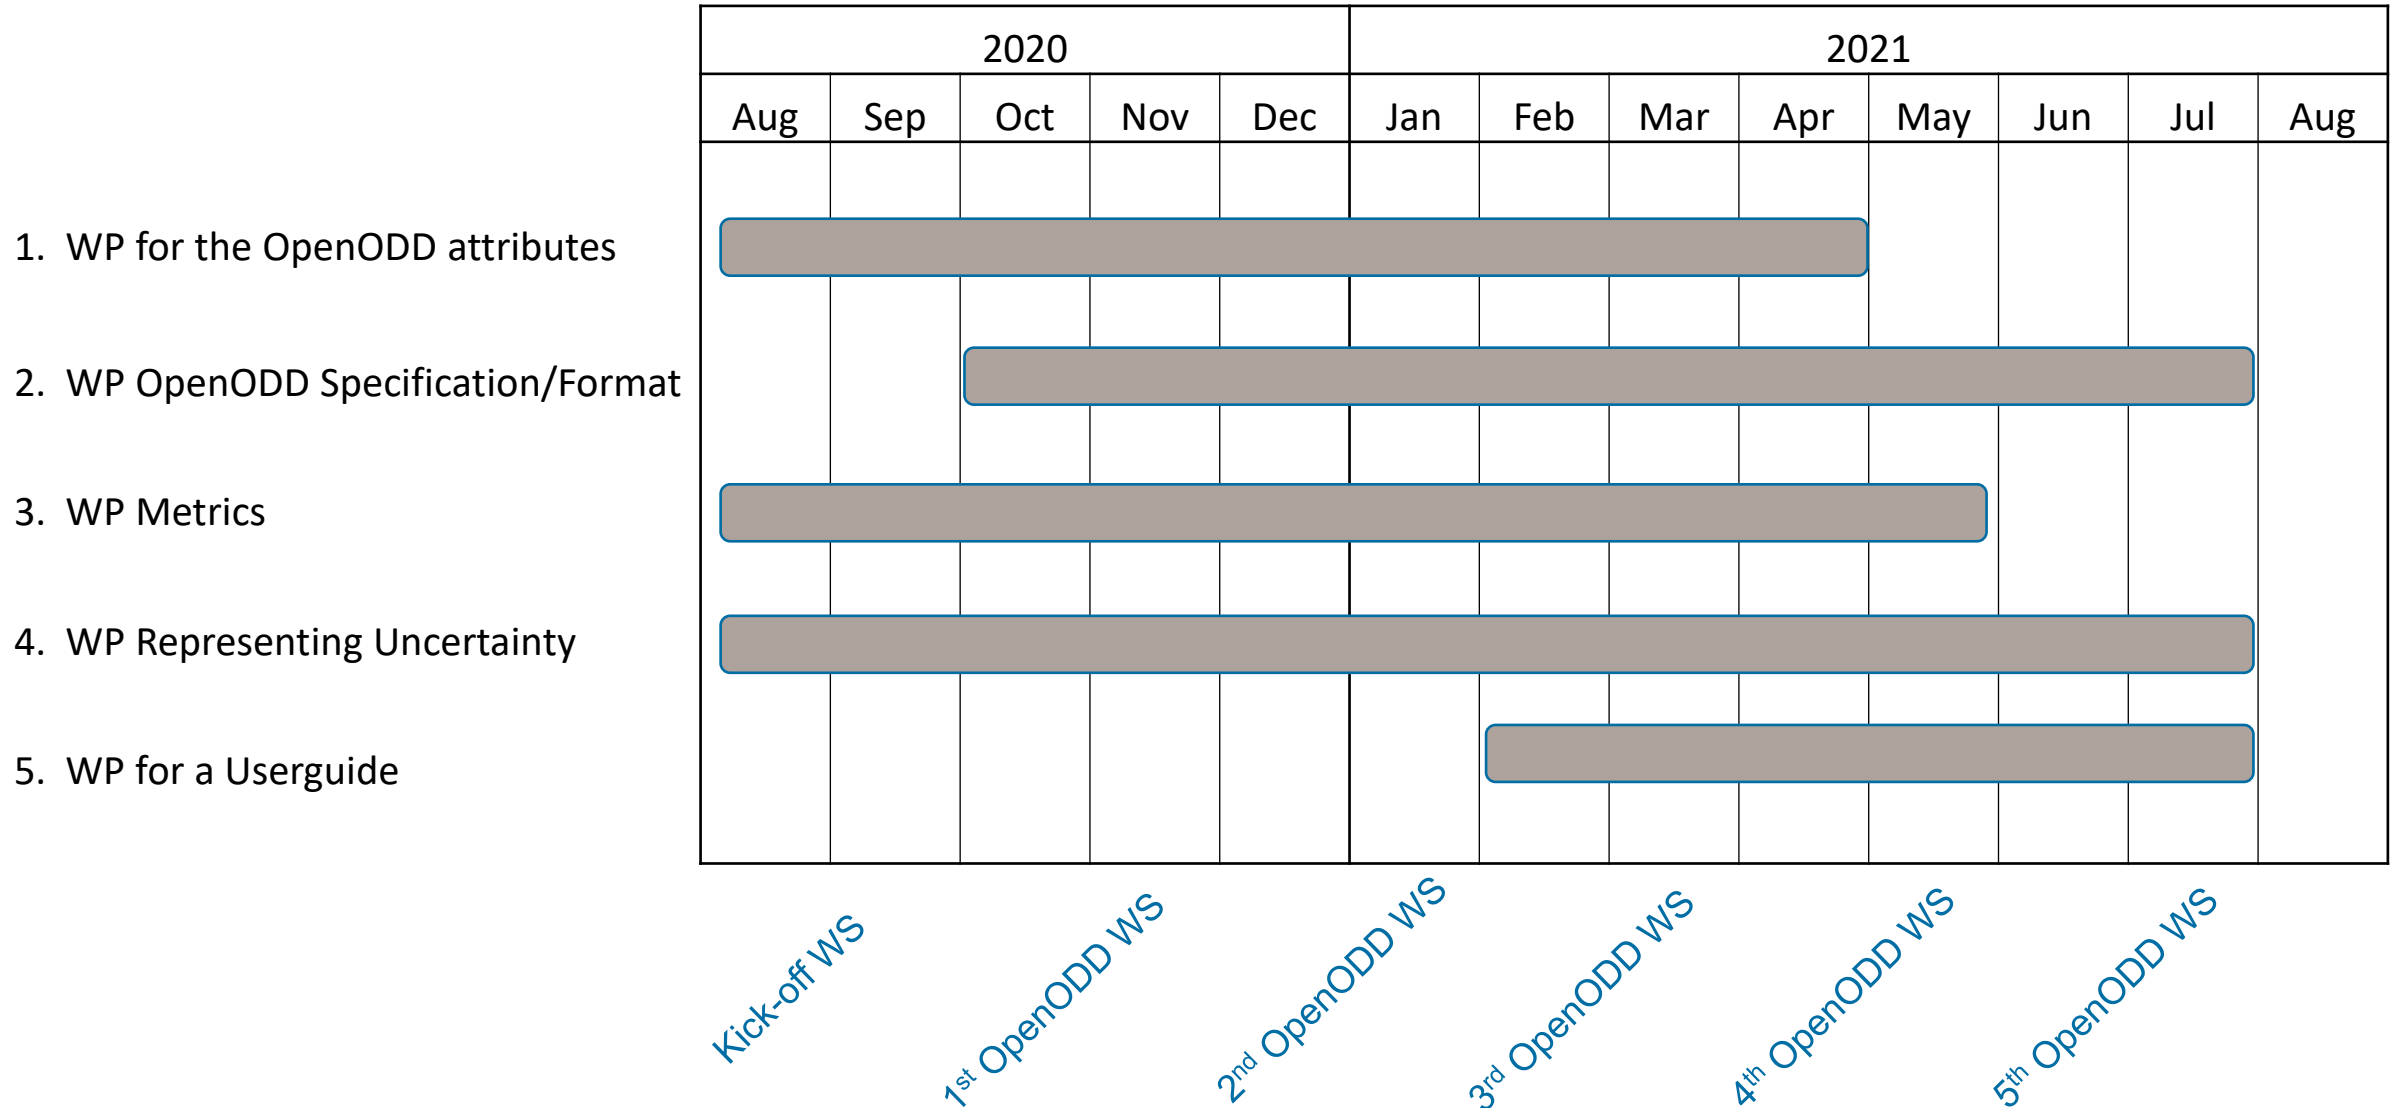 2020 2021
Aug Sep Oct Nov Dec Jan Feb Mar Apr May Jun Jul Aug
1. WP for the OpenODD attributes
2. WP OpenODD Specification/Format
3. WP Metrics
4. WP Representing Uncertainty
5. WP for a Userguide
Kick-off WS
1st OpenODD WS
2nd OpenODD WS
3rd OpenODD WS
4th OpenODD WS
5th OpenODD WS